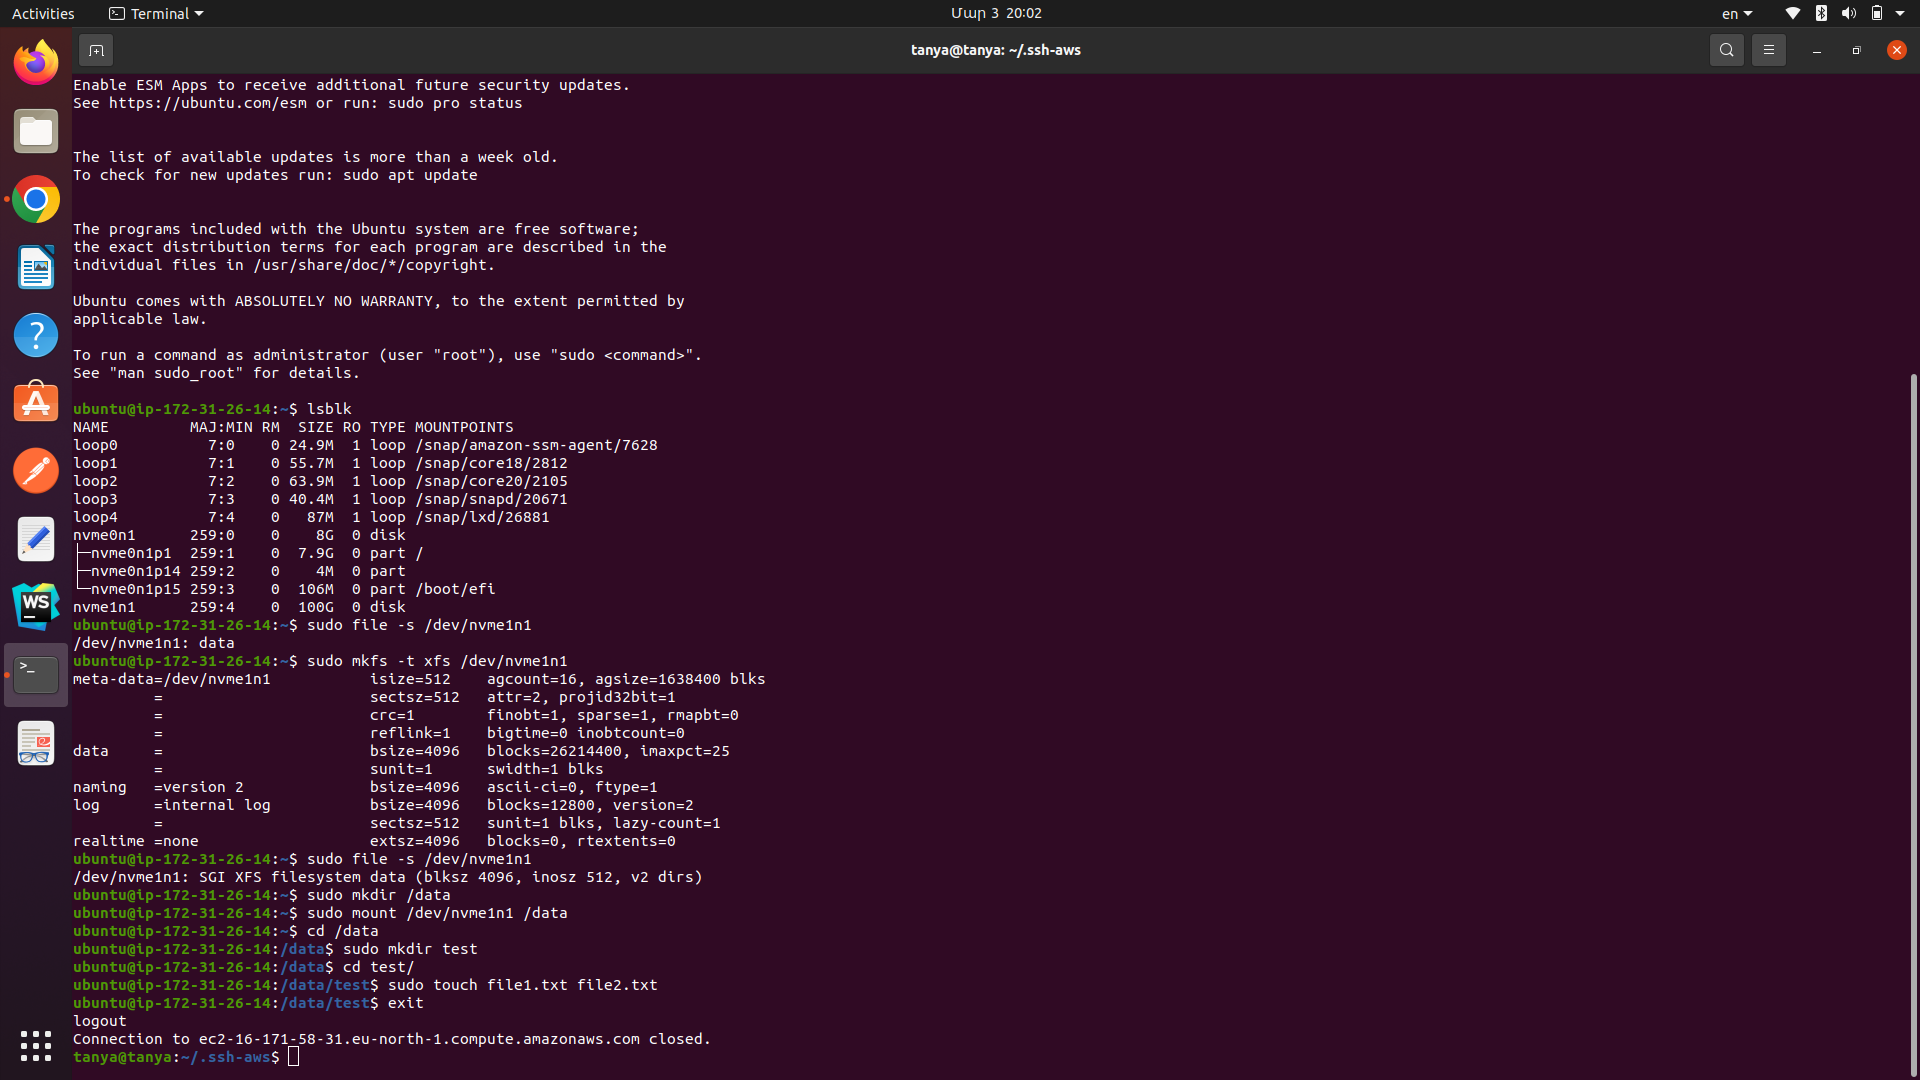 Activities Terminal Մար 3 20:02 en
tanya@tanya: ~/.ssh-aws
Enable ESM Apps to receive additional future security updates.
See https://ubuntu.com/esm or run: sudo pro status
The list of available updates is more than a week old.
To check for new updates run: sudo apt update
The programs included with the Ubuntu system are free software;
the exact distribution terms for each program are described in the
individual files in /usr/share/doc/*/copyright.
Ubuntu comes with ABSOLUTELY NO WARRANTY, to the extent permitted by
applicable law.
To run a command as administrator (user "root"), use "sudo <command>".
See "man sudo_root" for details.
ubuntu@ip-172-31-26-14:~$ lsblk
NAME         MAJ:MIN RM  SIZE RO TYPE MOUNTPOINTS
loop0          7:0    0 24.9M  1 loop /snap/amazon-ssm-agent/7628
loop1          7:1    0 55.7M  1 loop /snap/core18/2812
loop2          7:2    0 63.9M  1 loop /snap/core20/2105
loop3          7:3    0 40.4M  1 loop /snap/snapd/20671
loop4          7:4    0   87M  1 loop /snap/lxd/26881
nvme0n1      259:0    0    8G  0 disk
├─nvme0n1p1  259:1    0  7.9G  0 part /
├─nvme0n1p14 259:2    0    4M  0 part
└─nvme0n1p15 259:3    0  106M  0 part /boot/efi
nvme1n1      259:4    0  100G  0 disk
ubuntu@ip-172-31-26-14:~$ sudo file -s /dev/nvme1n1
/dev/nvme1n1: data
ubuntu@ip-172-31-26-14:~$ sudo mkfs -t xfs /dev/nvme1n1
meta-data=/dev/nvme1n1           isize=512    agcount=16, agsize=1638400 blks
         =                       sectsz=512   attr=2, projid32bit=1
         =                       crc=1        finobt=1, sparse=1, rmapbt=0
         =                       reflink=1    bigtime=0 inobtcount=0
data     =                       bsize=4096   blocks=26214400, imaxpct=25
         =                       sunit=1      swidth=1 blks
naming   =version 2              bsize=4096   ascii-ci=0, ftype=1
log      =internal log           bsize=4096   blocks=12800, version=2
         =                       sectsz=512   sunit=1 blks, lazy-count=1
realtime =none                   extsz=4096   blocks=0, rtextents=0
ubuntu@ip-172-31-26-14:~$ sudo file -s /dev/nvme1n1
/dev/nvme1n1: SGI XFS filesystem data (blksz 4096, inosz 512, v2 dirs)
ubuntu@ip-172-31-26-14:~$ sudo mkdir /data
ubuntu@ip-172-31-26-14:~$ sudo mount /dev/nvme1n1 /data
ubuntu@ip-172-31-26-14:~$ cd /data
ubuntu@ip-172-31-26-14:/data$ sudo mkdir test
ubuntu@ip-172-31-26-14:/data$ cd test/
ubuntu@ip-172-31-26-14:/data/test$ sudo touch file1.txt file2.txt
ubuntu@ip-172-31-26-14:/data/test$ exit
logout
Connection to ec2-16-171-58-31.eu-north-1.compute.amazonaws.com closed.
tanya@tanya:~/.ssh-aws$
WS